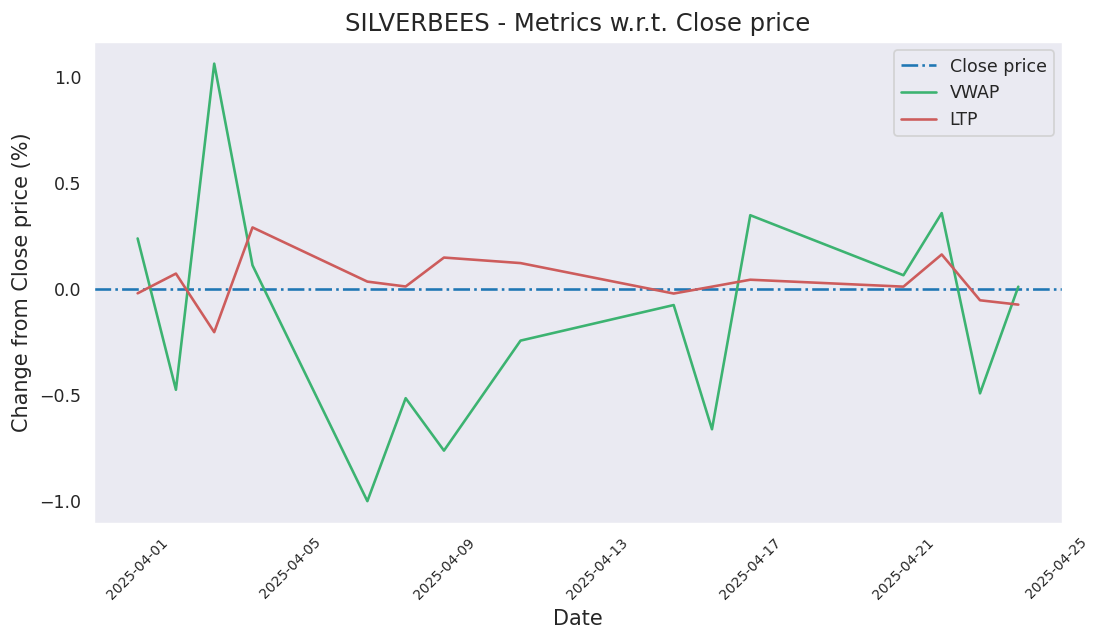 SILVERBEES - Metrics w.r.t. Close price
Close price
VWAP
LTP
Change from Close price (%)
1.0
0.5
0.0
−0.5
−1.0
2025-04-01
2025-04-05
2025-04-09
2025-04-13
2025-04-17
2025-04-21
2025-04-25
Date